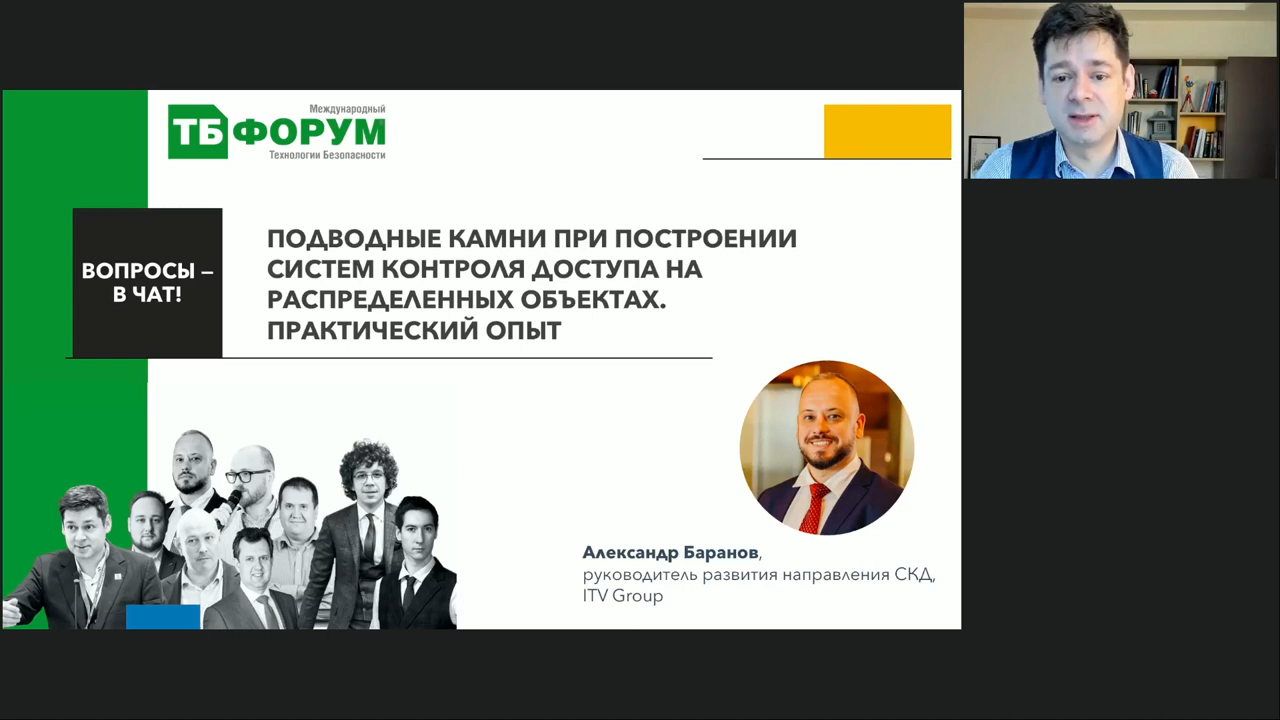 Международный
ТБ ФОРУМ
Технологии Безопасности
ВОПРОСЫ –
В ЧАТ!
ПОДВОДНЫЕ КАМНИ ПРИ ПОСТРОЕНИИ
СИСТЕМ КОНТРОЛЯ ДОСТУПА НА
РАСПРЕДЕЛЕННЫХ ОБЪЕКТАХ.
ПРАКТИЧЕСКИЙ ОПЫТ
Александр Баранов,
руководитель развития направления СКД,
ITV Group